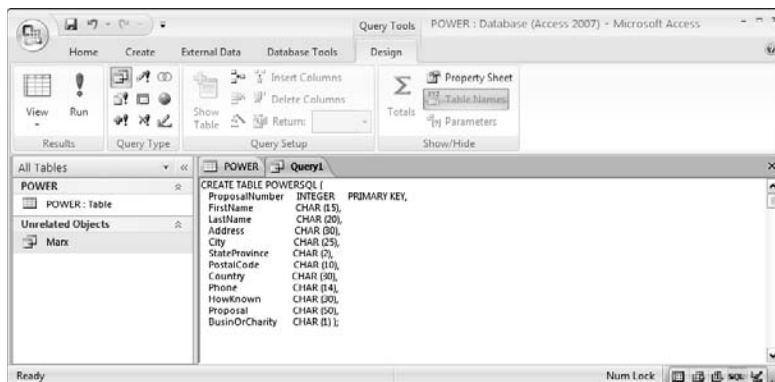 Query Tools
POWER : Database (Access 2007) - Microsoft Access
Home Create External Data Database Tools Design
View
Run
Results
Query Type
Show Table
Insert Columns
Delete Columns
Return:
Query Setup
Totals
Property Sheet
Table Names
Parameters
Show/Hide
All Tables
POWER
POWER : Table
Unrelated Objects
Marx
POWER Query1
CREATE TABLE POWERSQL (
ProposalNumber INTEGER PRIMARY KEY,
FirstName CHAR (15),
LastName CHAR (20),
Address CHAR (30),
City CHAR (25),
StateProvince CHAR (2),
PostalCode CHAR (10),
Country CHAR (30),
Phone CHAR (14),
HowKnown CHAR (30),
Proposal CHAR (50),
BusinOrCharity CHAR (1) );
Ready
Num Lock
SQL